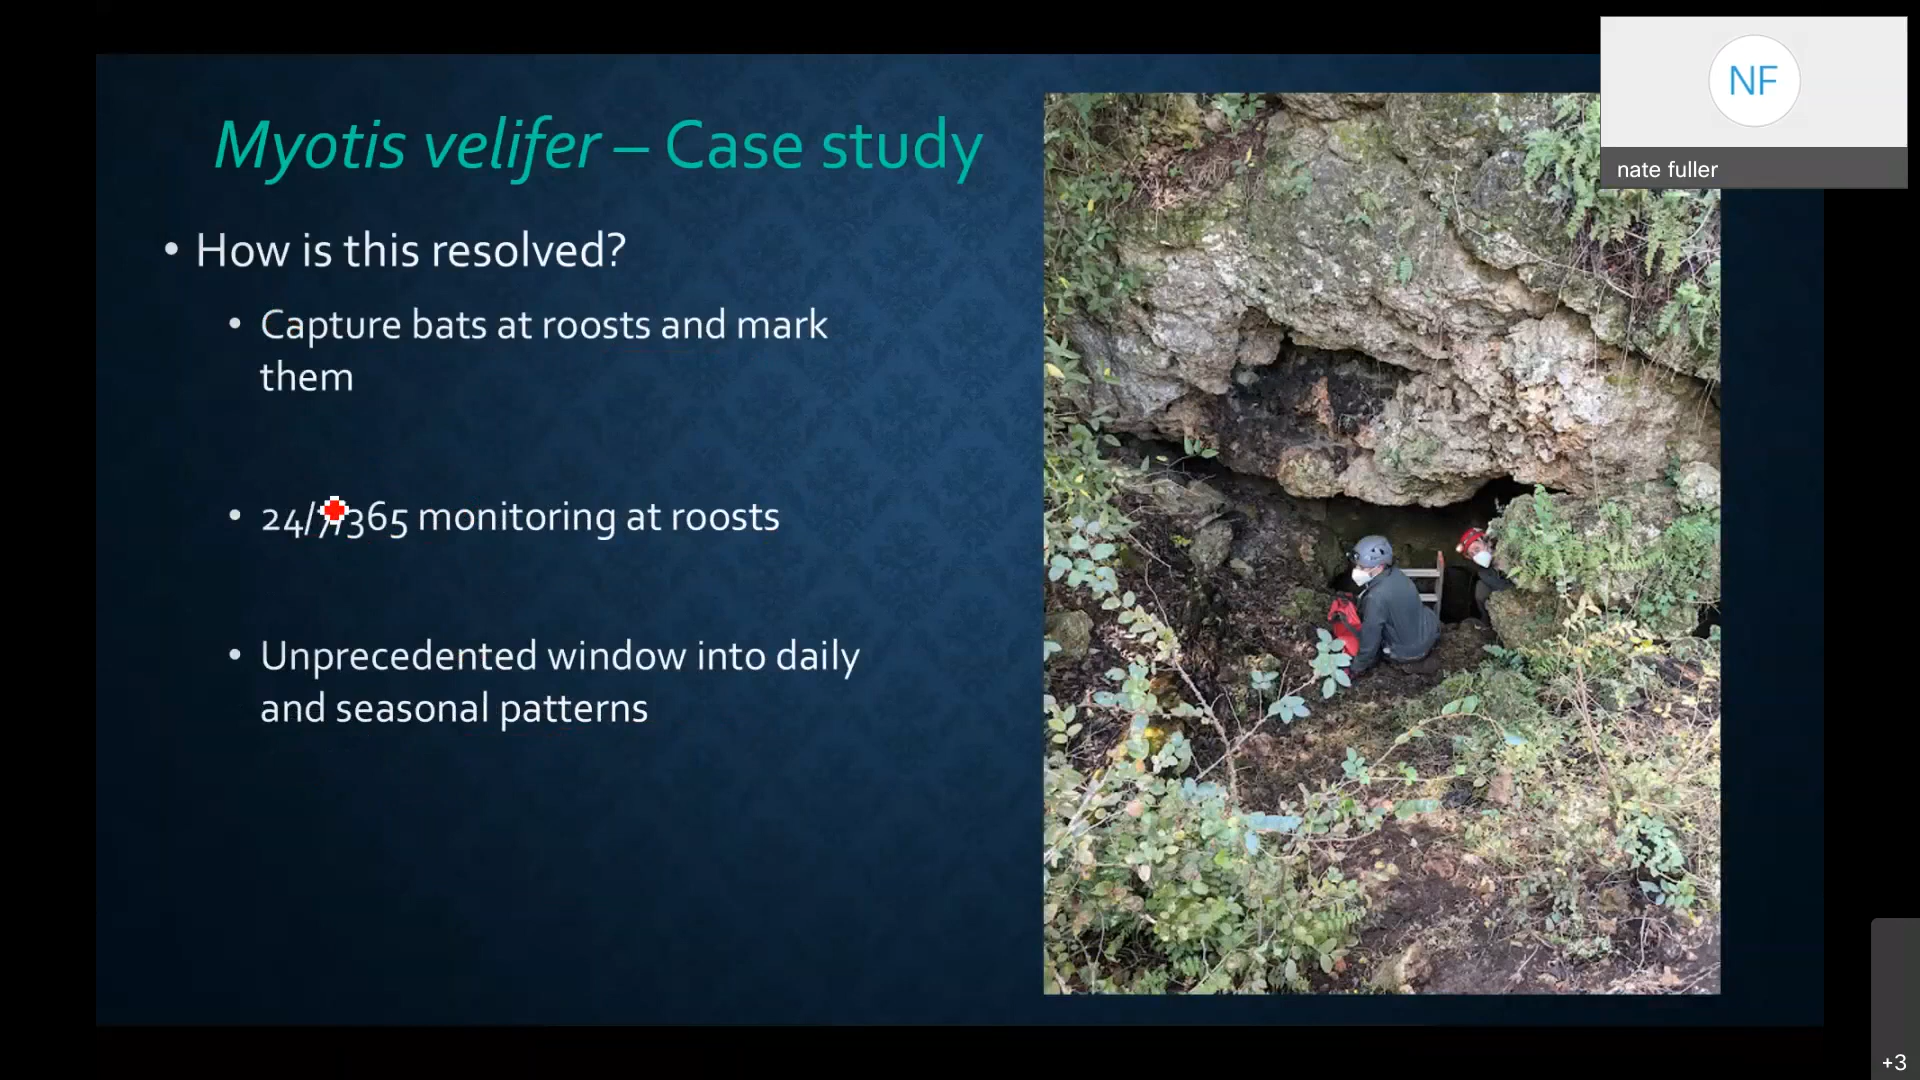 Myotis velifer – Case study
• How is this resolved?
• Capture bats at roosts and mark
them
• 24/7/365 monitoring at roosts
• Unprecedented window into daily
and seasonal patterns
NF
nate fuller
+3